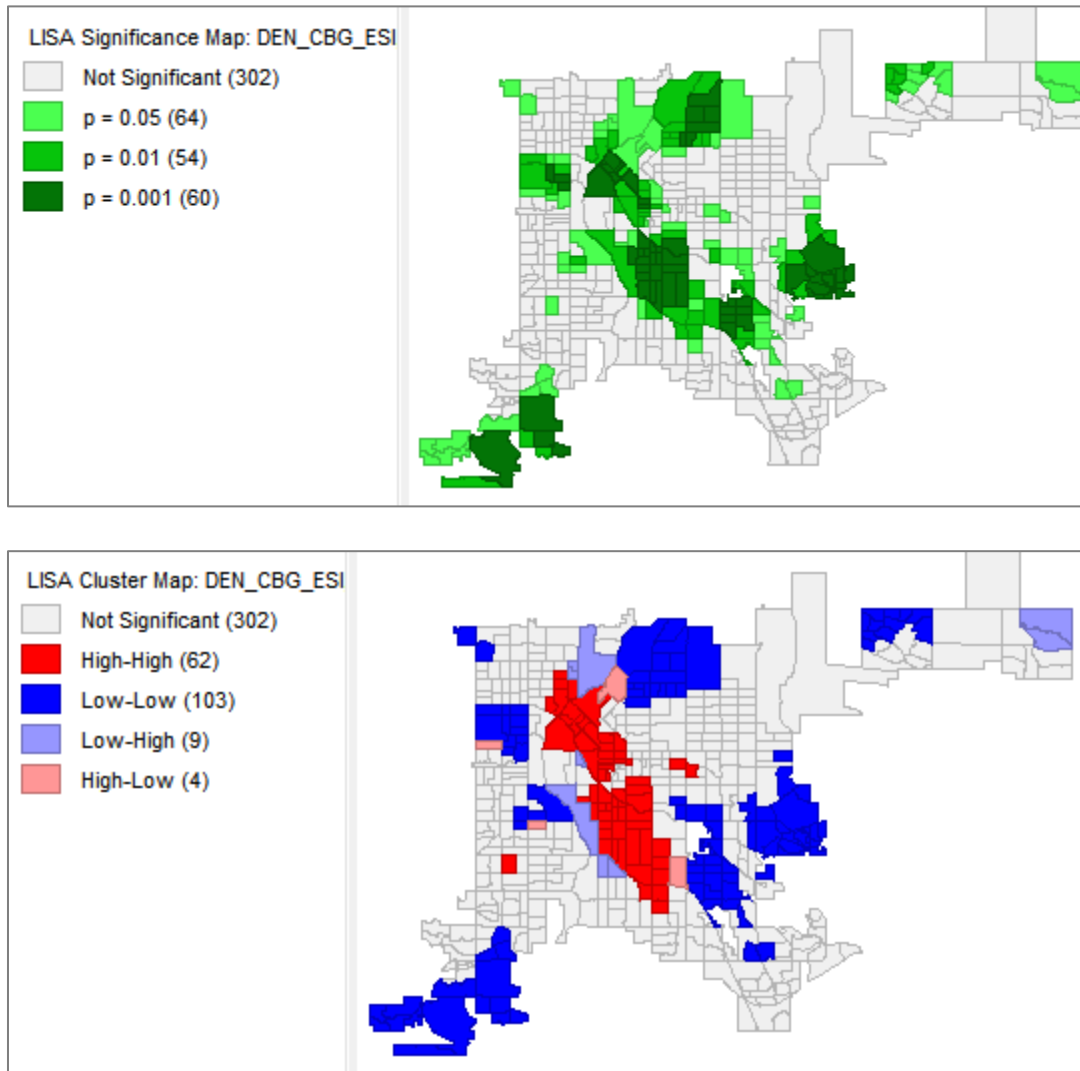 LISA Significance Map: DEN_CBG_ESI
Not Significant (302)
p = 0.05 (64)
p = 0.01 (54)
p = 0.001 (60)
LISA Cluster Map: DEN_CBG_ESI
Not Significant (302)
High-High (62)
Low-Low (103)
Low-High (9)
High-Low (4)